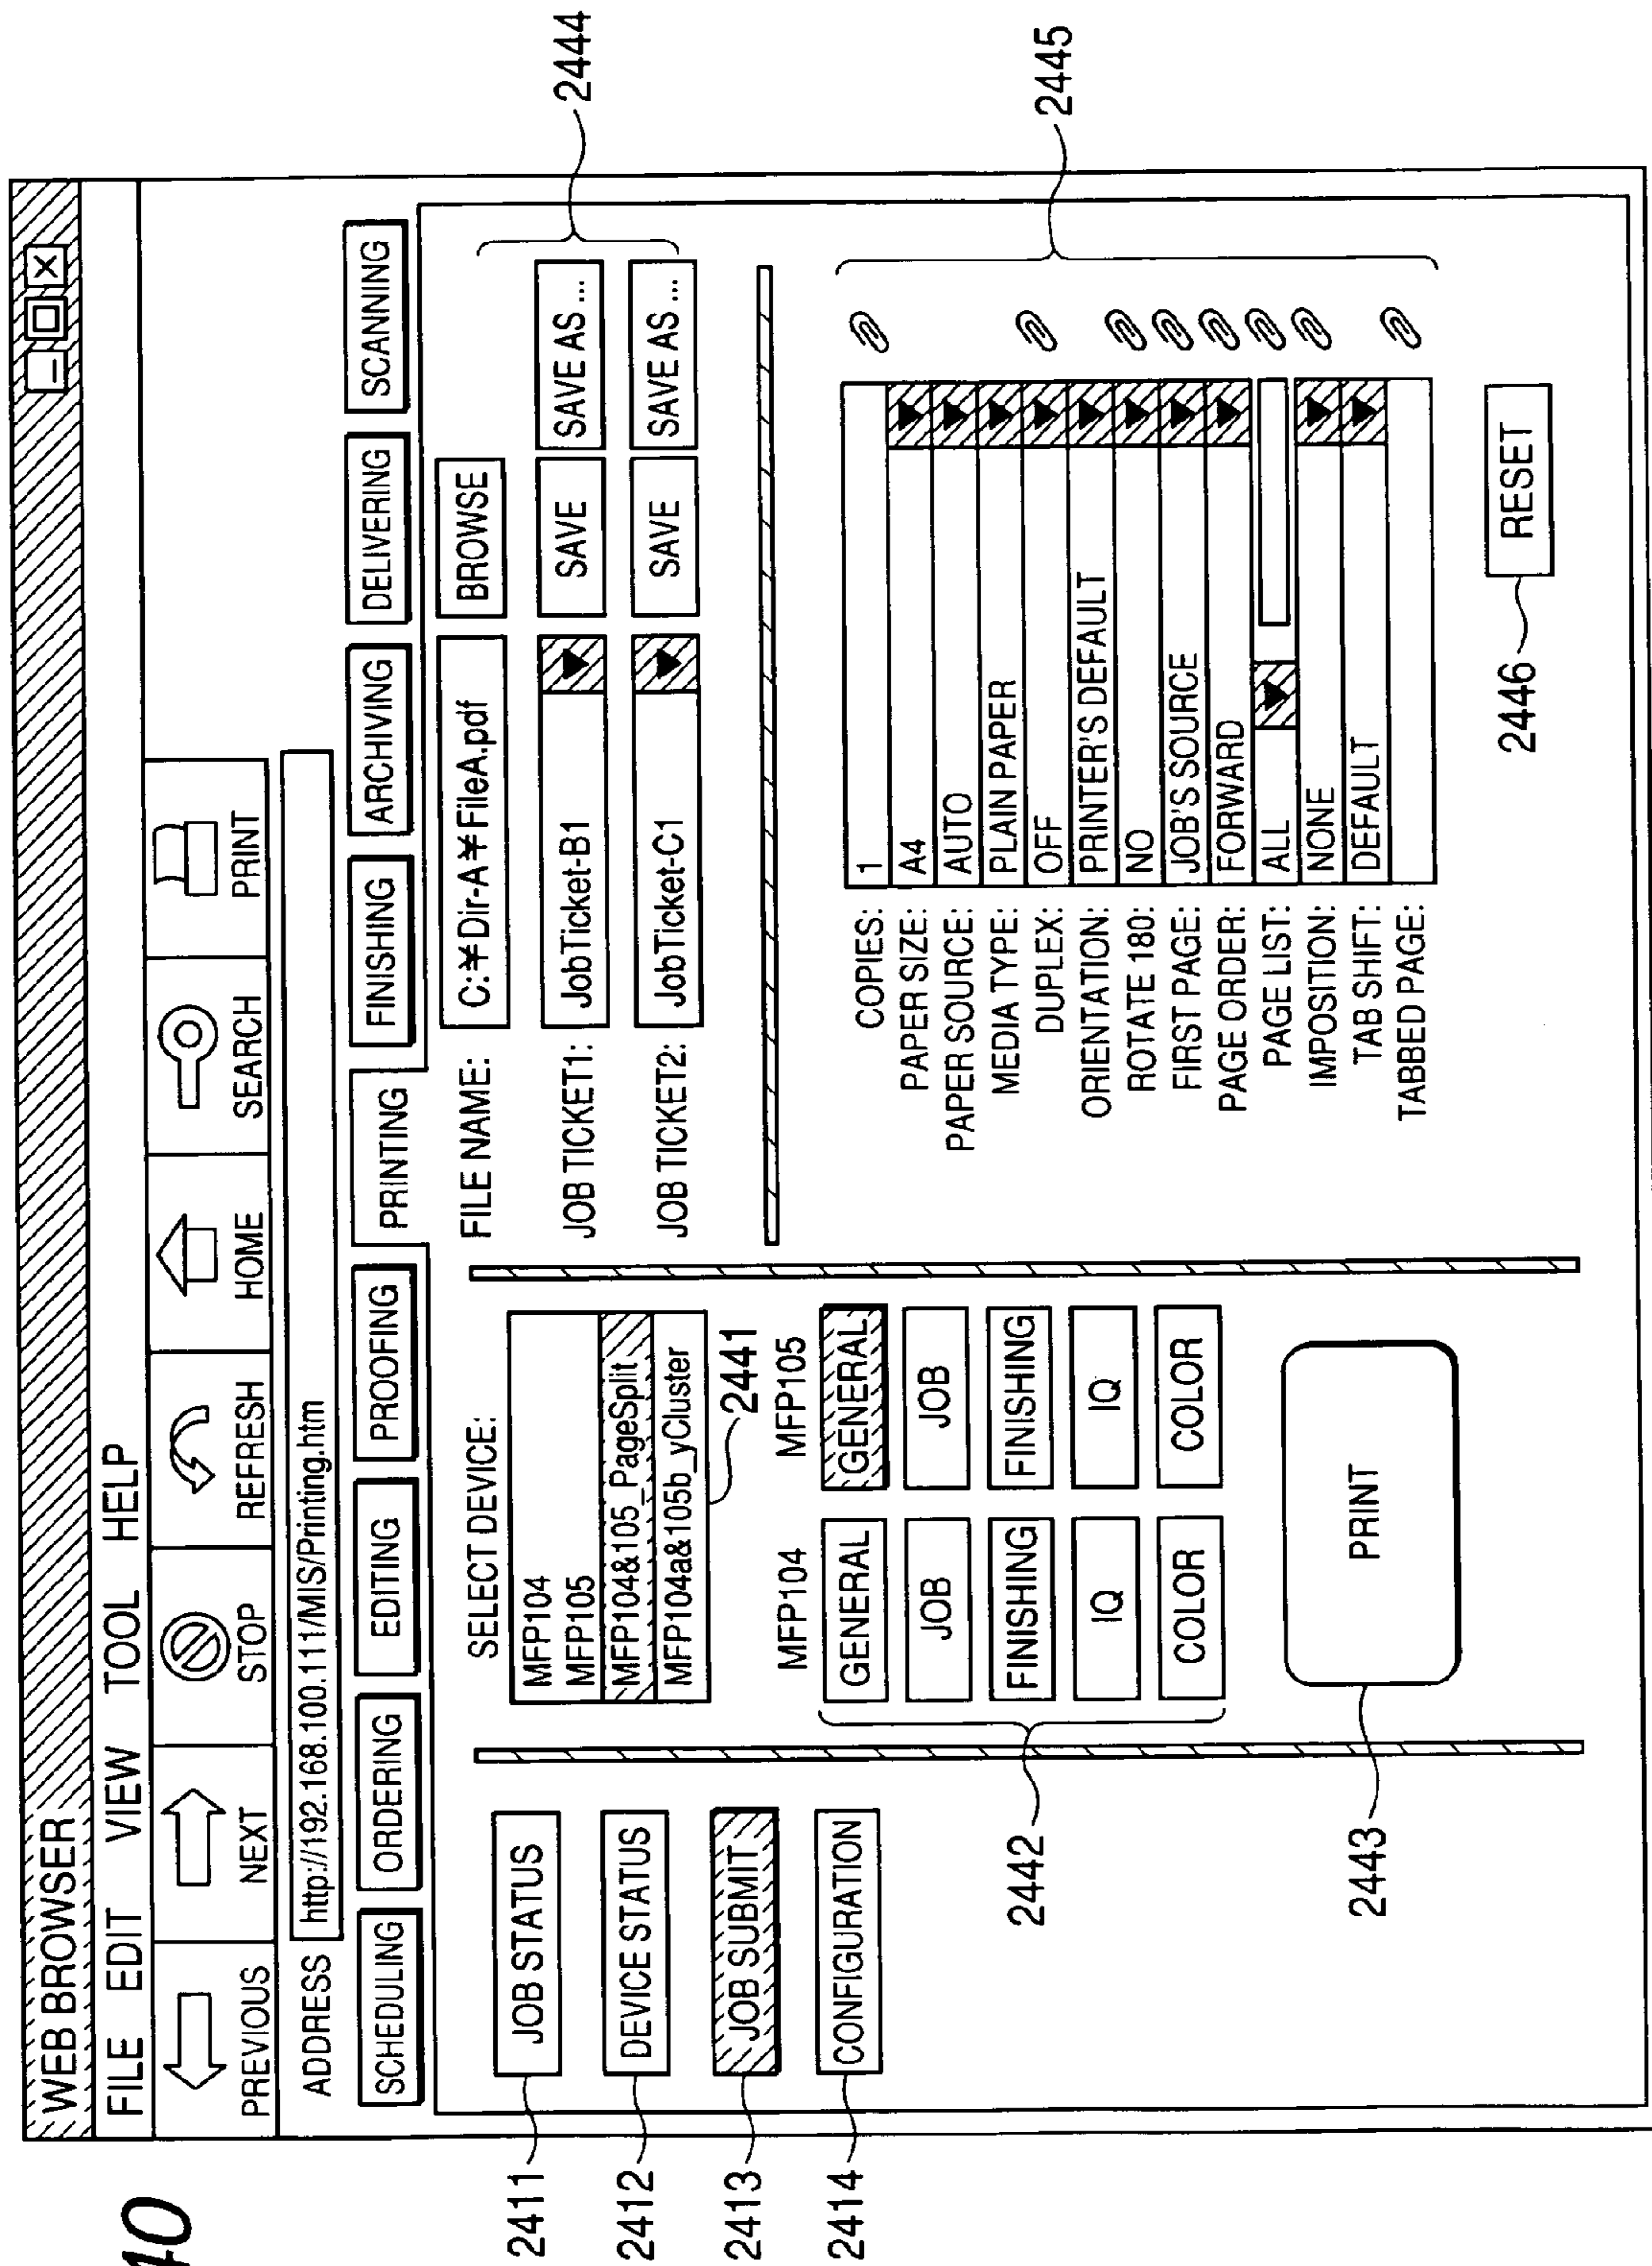 40
WEB BROWSER
FILE EDIT VIEW TOOL HELP
PREVIOUS NEXT STOP REFRESH HOME SEARCH PRINT
ADDRESS http://192.168.100.111/MIS/Printing.htm
SCHEDULING ORDERING EDITING PROOFING PRINTING FINISHING ARCHIVING DELIVERING SCANNING
2411 JOB STATUS
2412 DEVICE STATUS
2413 JOB SUBMIT
2414 CONFIGURATION
SELECT DEVICE:
MFP104
MFP105
MFP104&105_PageSplit
MFP104a&105b_yCluster
2441
MFP104 MFP105
GENERAL GENERAL
JOB JOB
FINISHING FINISHING
IQ IQ
COLOR COLOR
2442
PRINT
2443
FILE NAME: C:¥Dir-A¥FileA.pdf BROWSE
JOB TICKET1: JobTicket-B1 SAVE SAVE AS ...
JOB TICKET2: JobTicket-C1 SAVE SAVE AS ...
2444
COPIES: 1
PAPER SIZE: A4
PAPER SOURCE: AUTO
MEDIA TYPE: PLAIN PAPER
DUPLEX: OFF
ORIENTATION: PRINTER'S DEFAULT
ROTATE 180: NO
FIRST PAGE: JOB'S SOURCE
PAGE ORDER: FORWARD
PAGE LIST: ALL
IMPOSITION: NONE
TAB SHIFT: DEFAULT
TABBED PAGE:
2445
2446 RESET